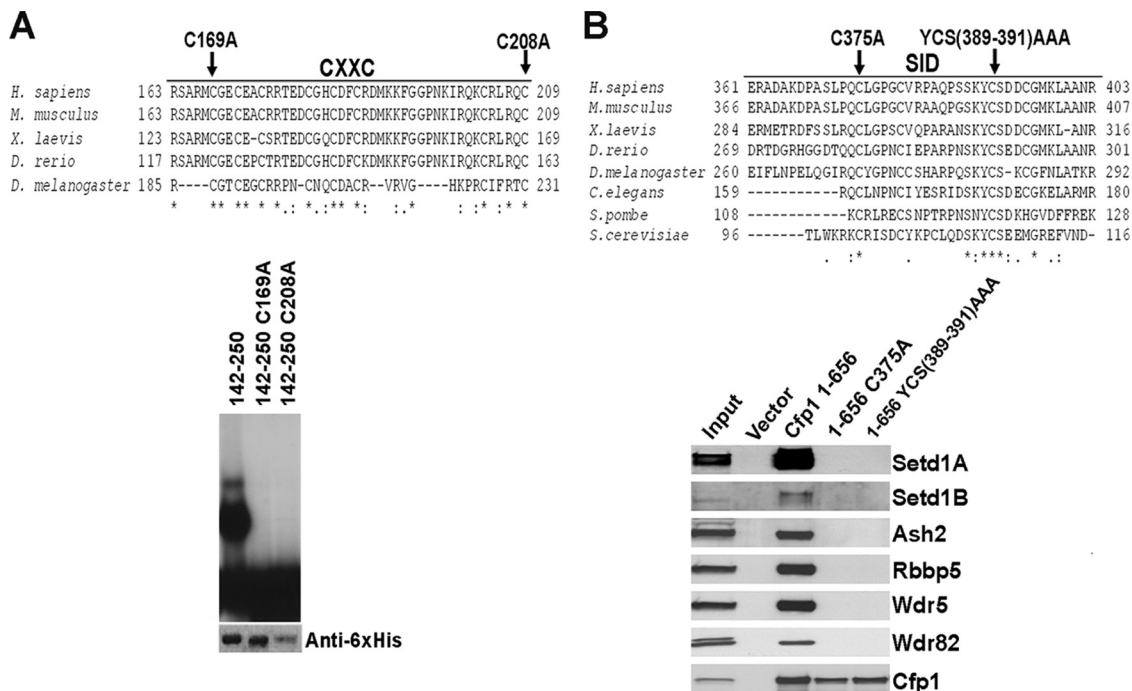 A
C169A
C208A
CXXC
H. sapiens 163 RSARMCGECEACRRTEDCGHCDFCRDMKKFGGPNKIRQKCRLRQC 209
M. musculus 163 RSARMCGECEACRRTEDCGHCDFCRDMKKFGGPNKIRQKCRLRQC 209
X. laevis 123 RSARMCGECE-CSRTEDCGQCDFCRDMKKFGGPNKIRQKCRLRQC 169
D. rerio 117 RSARMCGECEPCTRTEDCGHCDFCRDMKKFGGPNKIRQKCRLRQC 163
D. melanogaster 185 R----CGTCEGCRRPN-CNQCDACR--VRVG----HKPRCIFRTC 231
* ** ** * * *.: *.:** *: :.* : :* : * *
142-250
142-250 C169A
142-250 C208A
Anti-6xHis
B
C375A
YCS(389-391)AAA
SID
H.sapiens 361 ERADAKDPASLPQCLGPGCVRPAQPSSKYCSDDCGMKLAANR 403
M.musculus 366 ERADAKDPASLPQCLGPGCVRAAQPGSKYCSDDCGMKLAANR 407
X.laevis 284 ERMETRDFSSLRQCLGPSCVQPARANSKYCSDDCGMKL-ANR 316
D.rerio 269 DRTDGRHGGDTQQCLGPNCIEPARPNSKYCSDDCGMKLAANR 301
D.melanogaster 260 EIFLNPELQGIRQCYGPNCCSHARPQSKYCS-KCGFNLATKR 292
C.elegans 159 -----------RQCLNPNCIYESRIDSKYCSDECGKELARMR 180
S.pombe 108 ------------KCRLRECSNPTRPNSNYCSDKHGVDFFREK 128
S.cerevisiae 96 -------TLWKRKCRISDCYKPCLQDSKYCSEEMGREFVND- 116
. :* . *:***:. * .:
Input
Vector
Cfp1 1-656
1-656 C375A
1-656 YCS(389-391)AAA
Setd1A
Setd1B
Ash2
Rbbp5
Wdr5
Wdr82
Cfp1